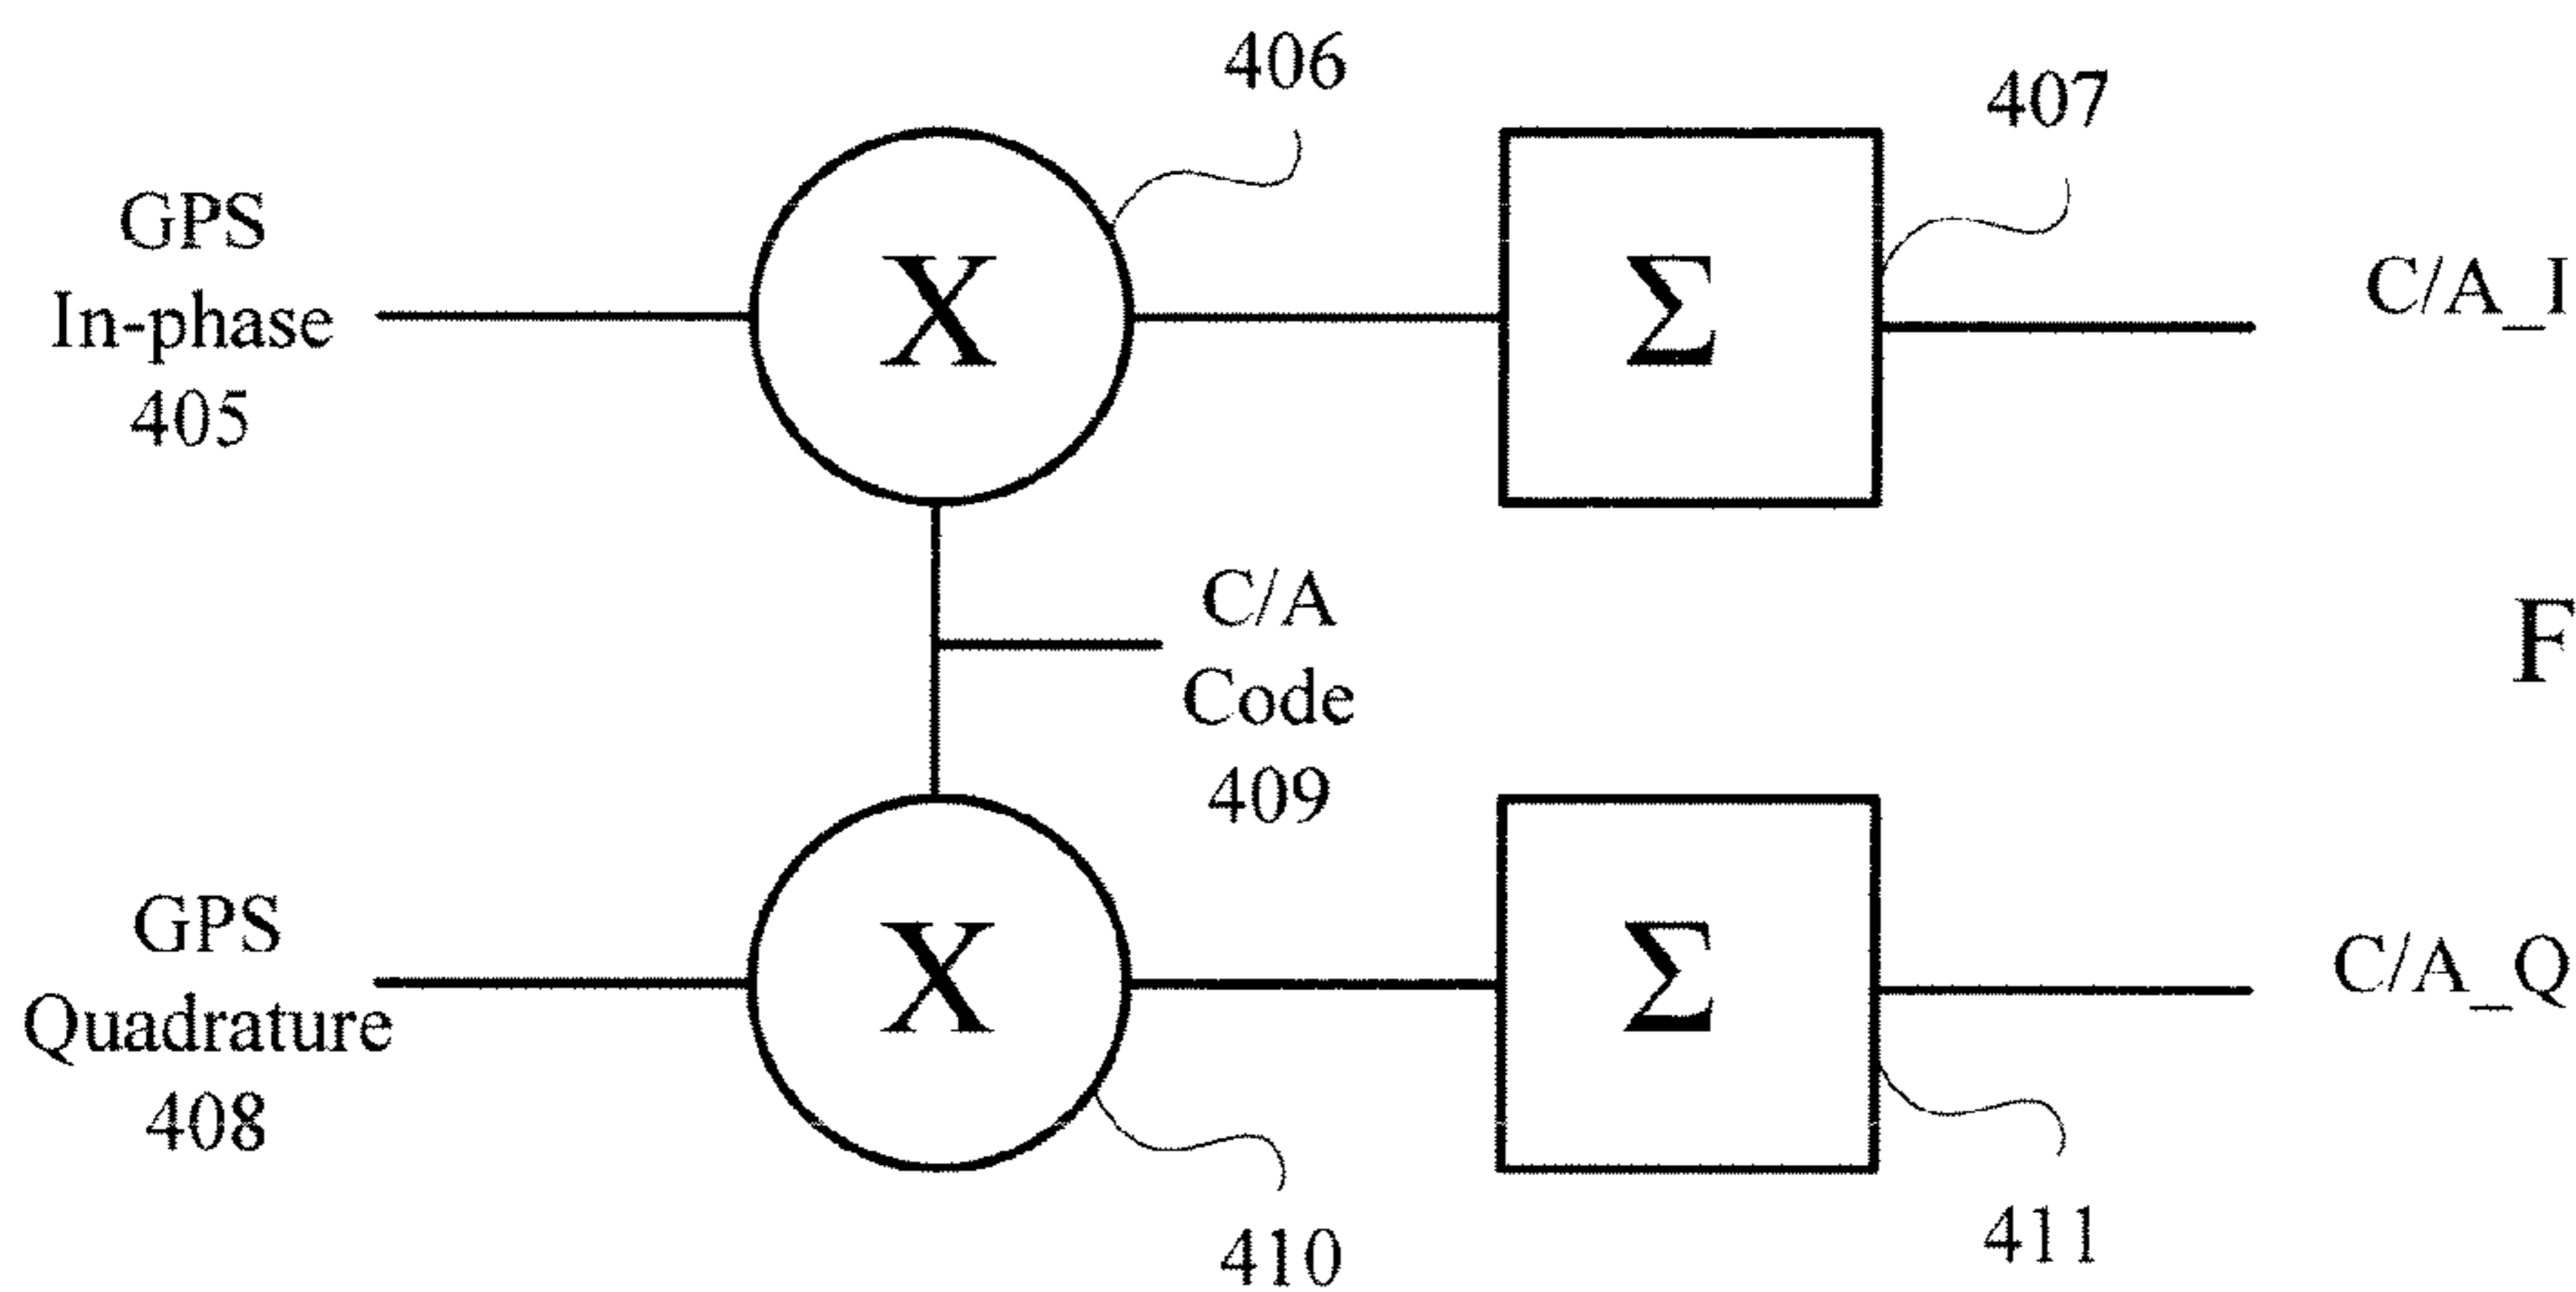 406
407
GPS
In-phase
405
X
Σ
C/A_I
C/A
Code
409
F
GPS
Quadrature
408
X
Σ
C/A_Q
410
411